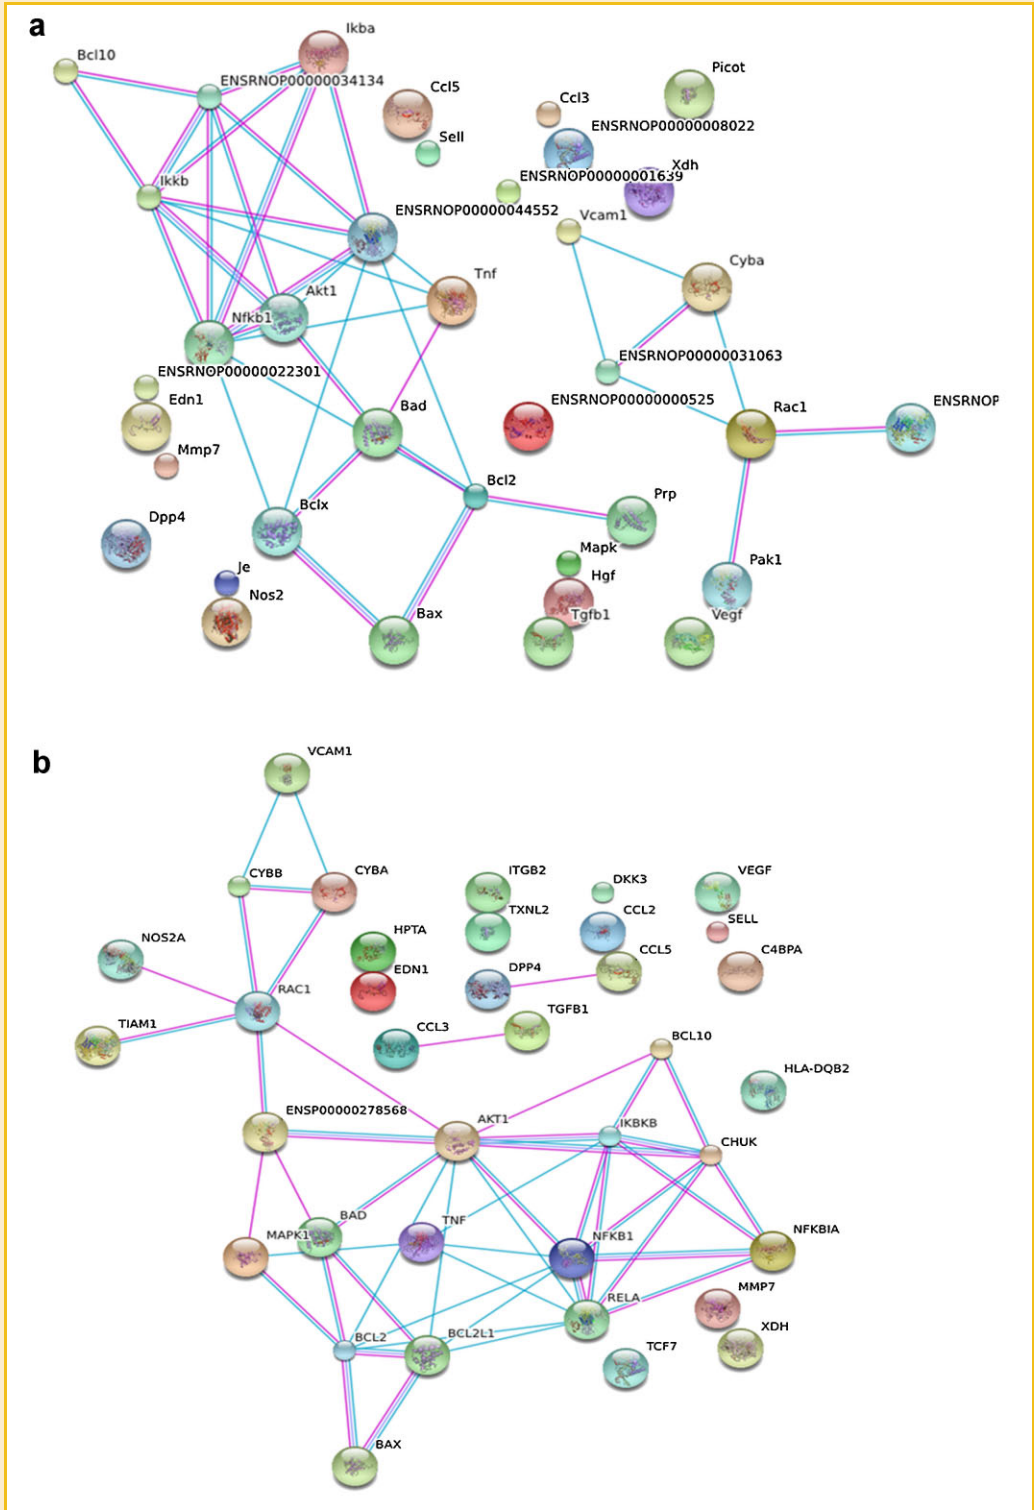 a
Ikba
Bcl10
ENSRNOP00000034134
Picot
Ccl5
Ccl3
ENSRNOP00000008022
Sell
Xdh
ENSRNOP00000001639
Ikkb
ENSRNOP00000044552
Vcam1
Cyba
Tnf
Akt1
Nfkb1
ENSRNOP00000031063
ENSRNOP00000022301
Edn1
ENSRNOP00000000525
ENSRNOP
Bad
Rac1
Mmp7
Bcl2
Prp
Bclx
Dpp4
Mapk
Pak1
Je
Hgf
Nos2
Bax
Tgfb1
Vegf
b
VCAM1
CYBB
CYBA
ITGB2
DKK3
VEGF
TXNL2
CCL2
SELL
HPTA
NOS2A
CCL5
C4BPA
EDN1
DPP4
RAC1
TGFB1
TIAM1
CCL3
BCL10
HLA-DQB2
ENSP00000278568
AKT1
IKBKB
CHUK
BAD
TNF
MAPK1
NFKB1
NFKBIA
MMP7
RELA
XDH
BCL2
BCL2L1
TCF7
BAX